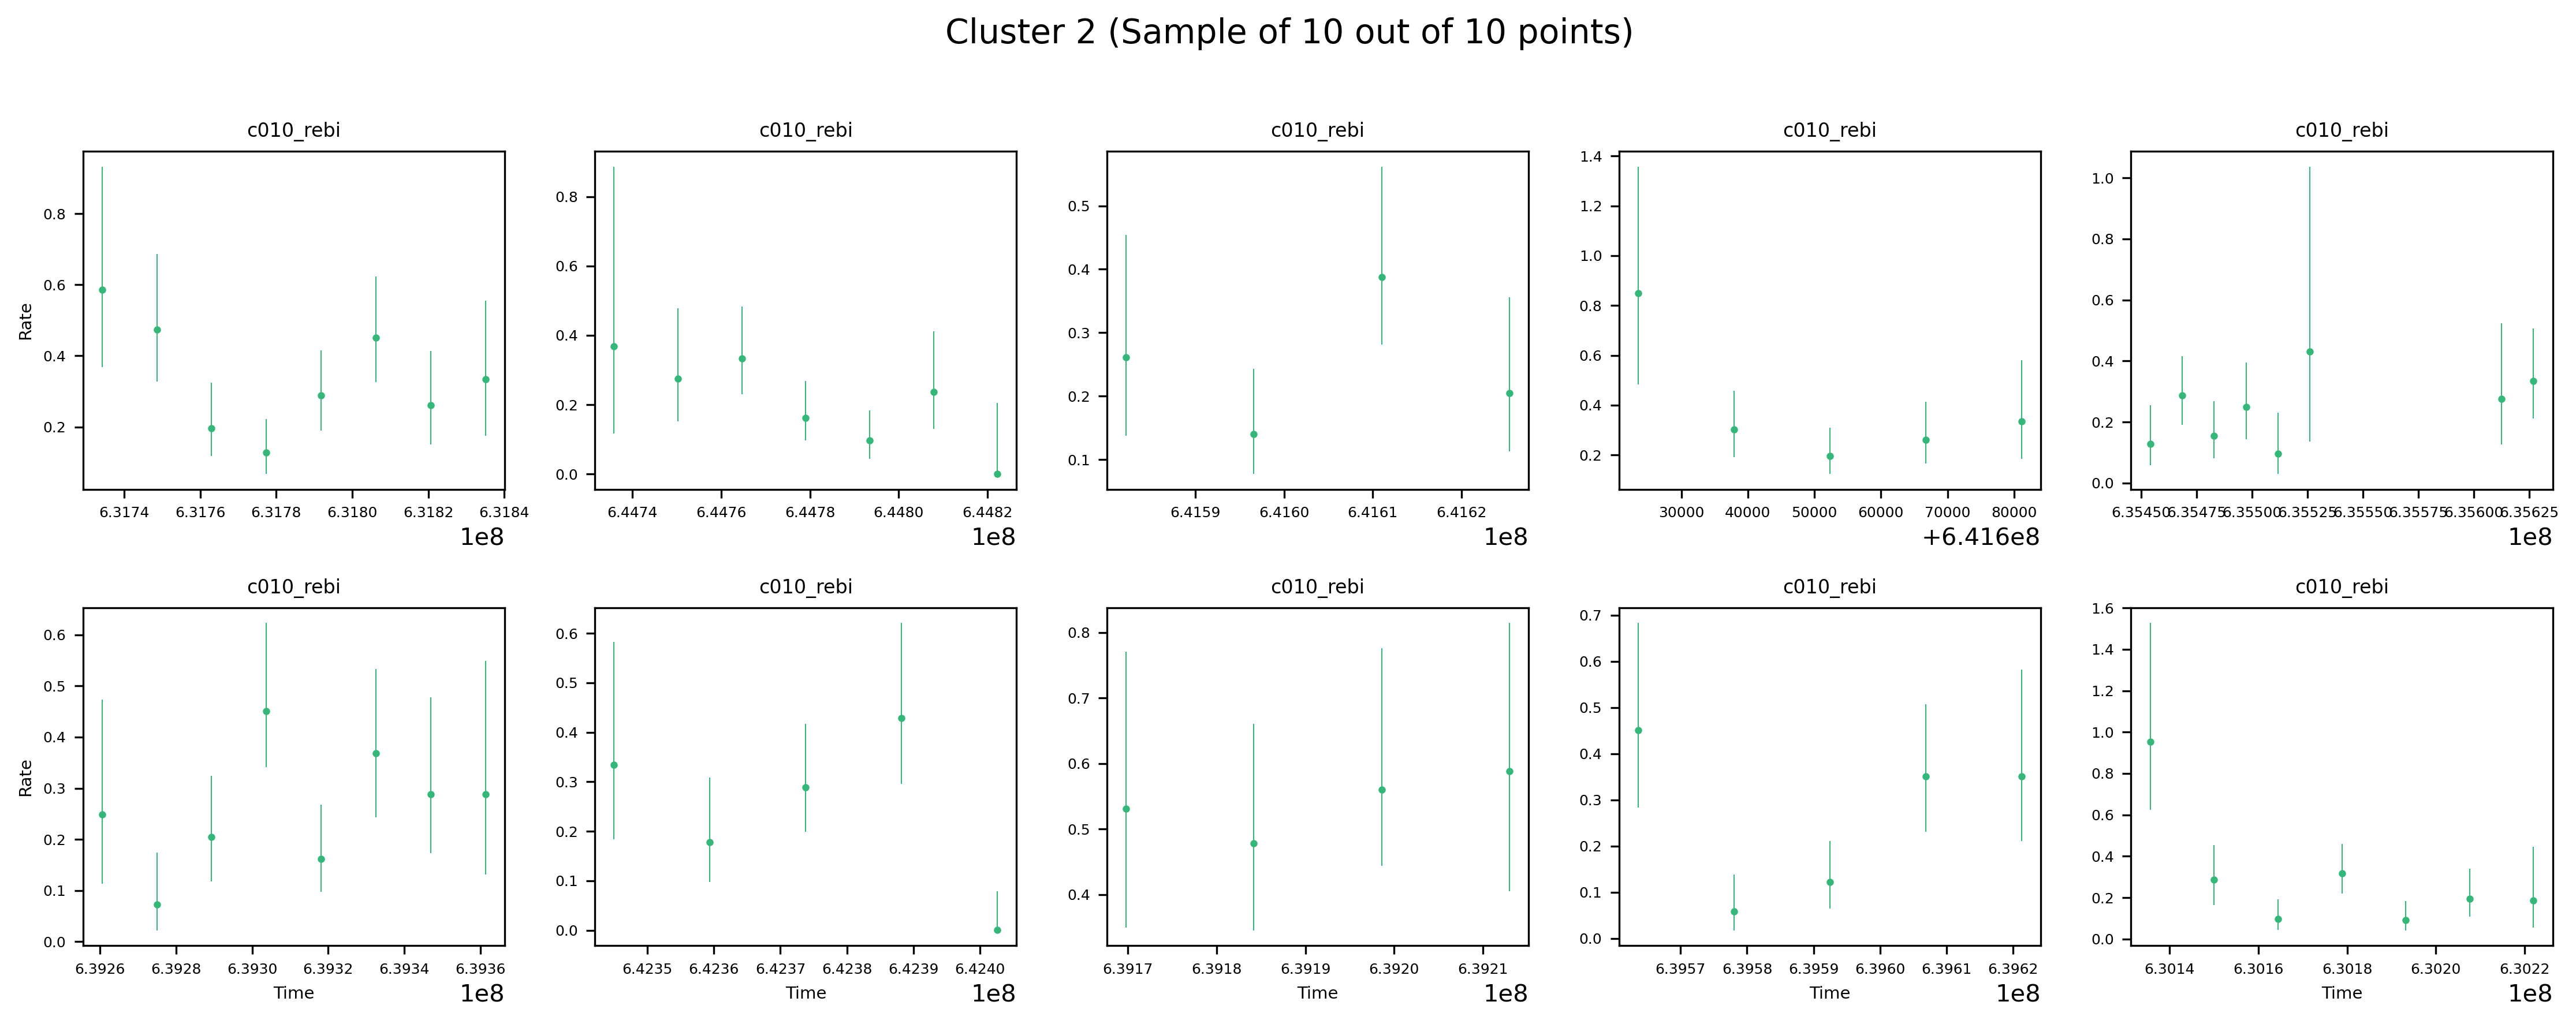 Cluster 2 (Sample of 10 out of 10 points)
c010_rebi c010_rebi c010_rebi c010_rebi c010_rebi
Rate
0.8 0.6 0.4 0.2
6.3174 6.3176 6.3178 6.3180 6.3182 6.3184
1e8
0.8 0.6 0.4 0.2 0.0
6.4474 6.4476 6.4478 6.4480 6.4482
1e8
0.5 0.4 0.3 0.2 0.1
6.4159 6.4160 6.4161 6.4162
1e8
1.4 1.2 1.0 0.8 0.6 0.4 0.2
30000 40000 50000 60000 70000 80000
+6.416e8
1.0 0.8 0.6 0.4 0.2 0.0
6.35450 6.35475 6.35500 6.35525 6.35550 6.35575 6.35600 6.35625
1e8
c010_rebi c010_rebi c010_rebi c010_rebi c010_rebi
Rate
0.6 0.5 0.4 0.3 0.2 0.1 0.0
6.3926 6.3928 6.3930 6.3932 6.3934 6.3936
Time
1e8
0.6 0.5 0.4 0.3 0.2 0.1 0.0
6.4235 6.4236 6.4237 6.4238 6.4239 6.4240
Time
1e8
0.8 0.7 0.6 0.5 0.4
6.3917 6.3918 6.3919 6.3920 6.3921
Time
1e8
0.7 0.6 0.5 0.4 0.3 0.2 0.1 0.0
6.3957 6.3958 6.3959 6.3960 6.3961 6.3962
Time
1e8
1.6 1.4 1.2 1.0 0.8 0.6 0.4 0.2 0.0
6.3014 6.3016 6.3018 6.3020 6.3022
Time
1e8